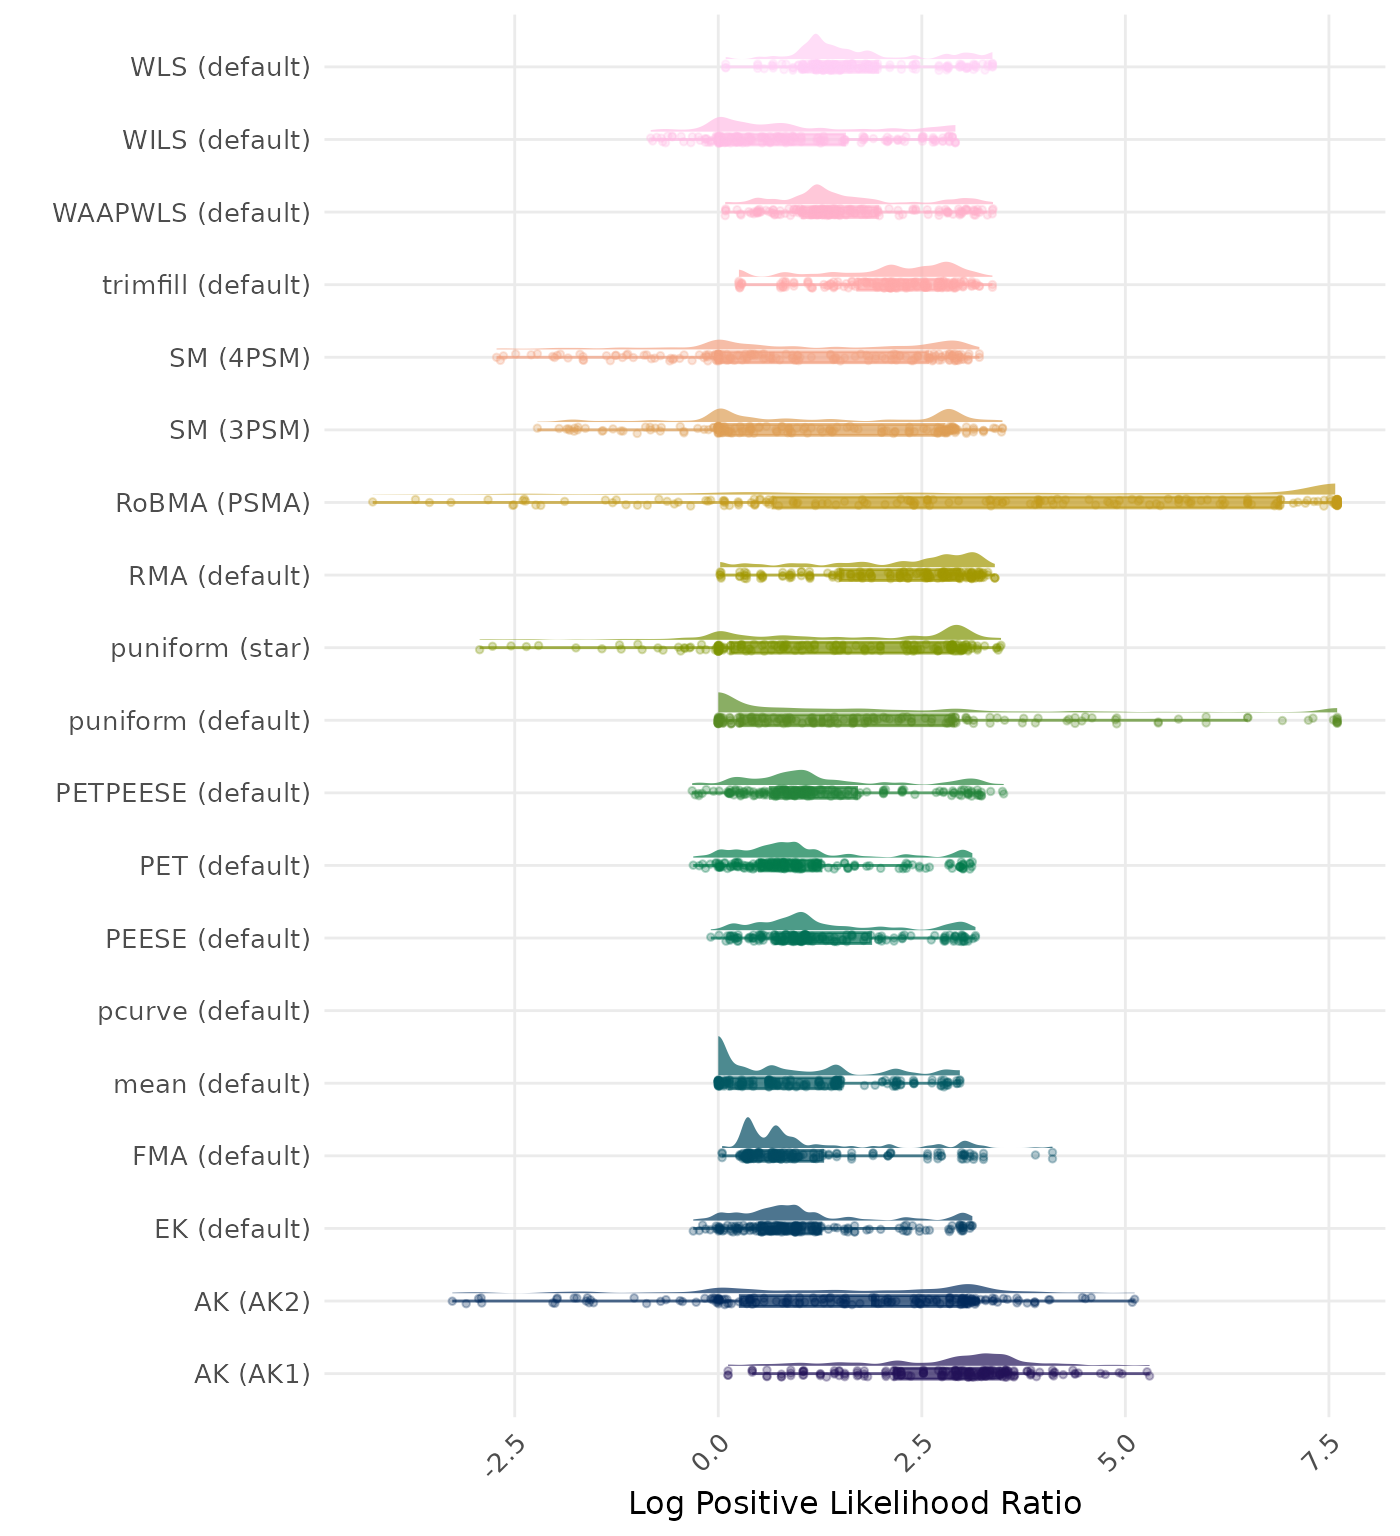 WLS (default)
WILS (default)
WAAPWLS (default)
trimfill (default)
SM (4PSM)
SM (3PSM)
RoBMA (PSMA)
RMA (default)
puniform (star)
puniform (default)
PETPEESE (default)
PET (default)
PEESE (default)
pcurve (default)
mean (default)
FMA (default)
EK (default)
AK (AK2)
AK (AK1)
-2.5 0.0 2.5 5.0 7.5
Log Positive Likelihood Ratio